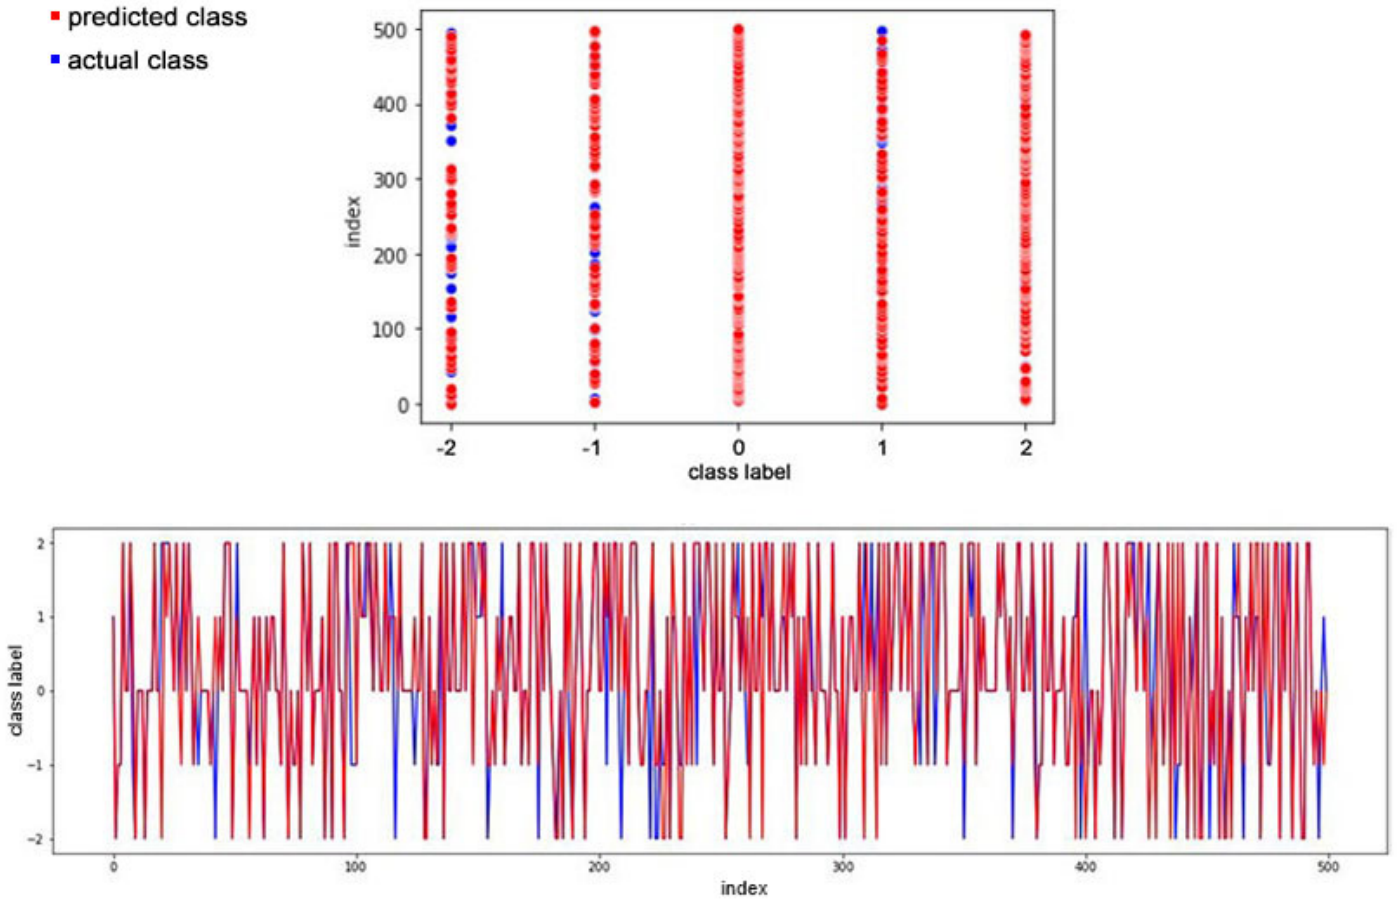 predicted class
actual class
500
400
300
200
100
0
index
-2 -1 0 1 2
class label
2
1
0
−1
−2
class label
0 100 200 300 400 500
index